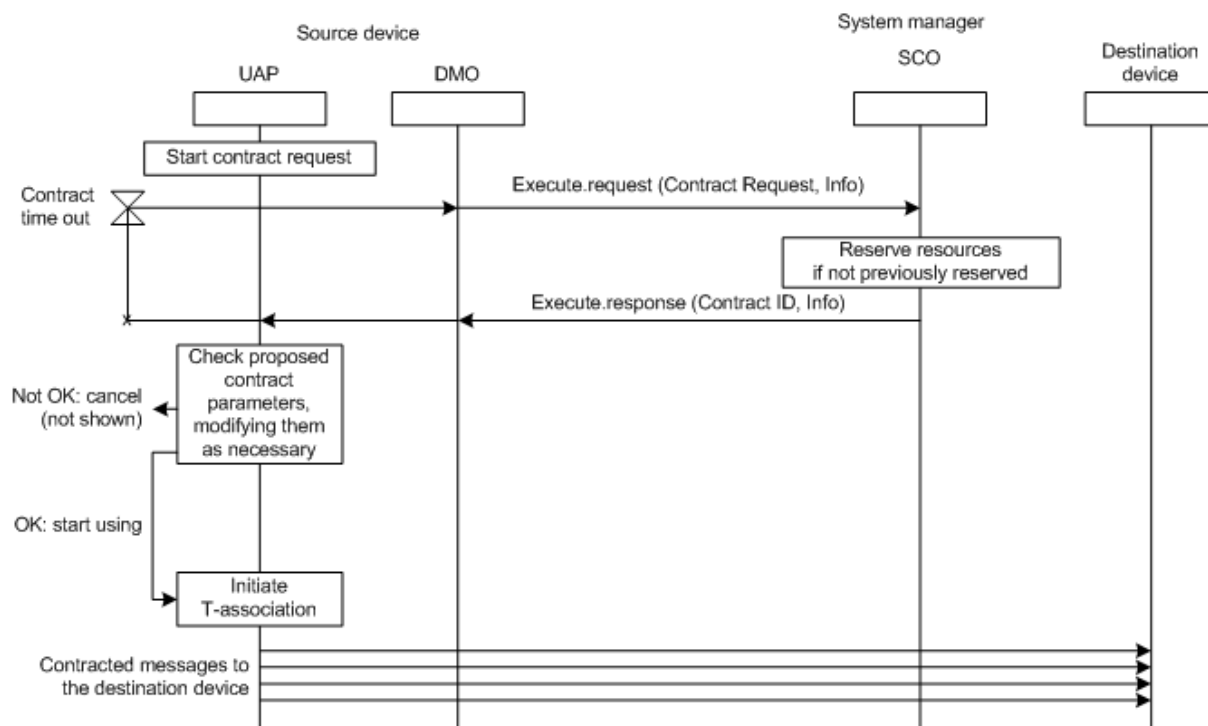 Source device
System manager
UAP
DMO
SCO
Destination
device
Start contract request
Contract
time out
Execute.request (Contract Request, Info)
Reserve resources
if not previously reserved
Execute.response (Contract ID, Info)
Check proposed
contract
parameters,
modifying them
as necessary
Not OK: cancel
(not shown)
OK: start using
Initiate
T-association
Contracted messages to
the destination device